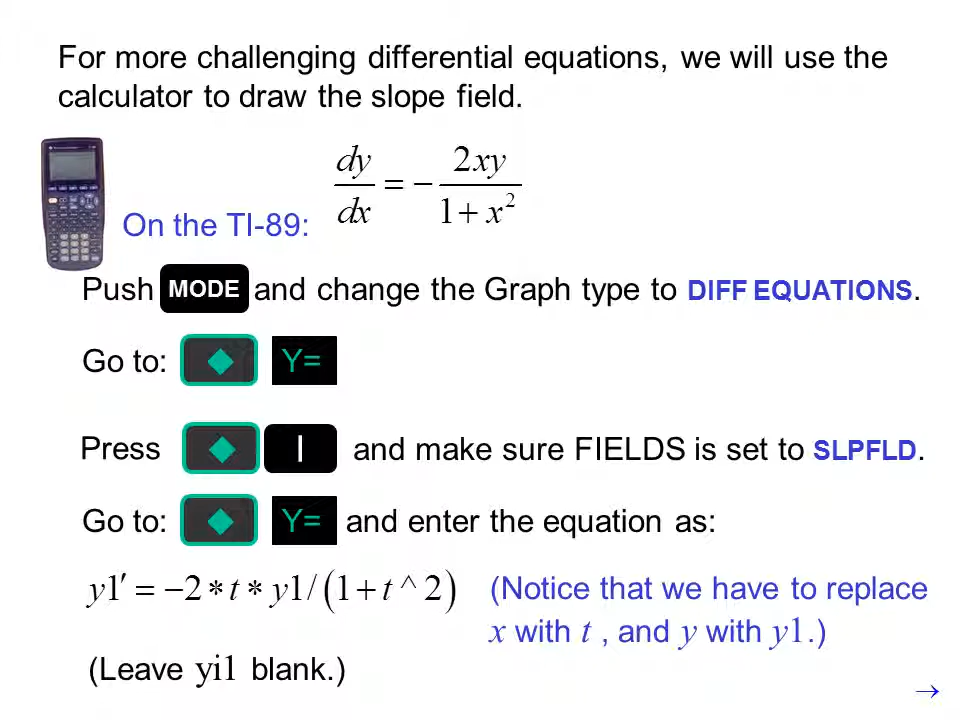 For more challenging differential equations, we will use the
calculator to draw the slope field.
dy/dx = − 2xy/(1 + x²)
On the TI-89:
Push MODE and change the Graph type to DIFF EQUATIONS.
Go to: ◆ Y=
Press ◆ | and make sure FIELDS is set to SLPFLD.
Go to: ◆ Y= and enter the equation as:
y1′ = −2 * t * y1/(1 + t ^ 2) (Notice that we have to replace
x with t , and y with y1.)
(Leave yi1 blank.)
→